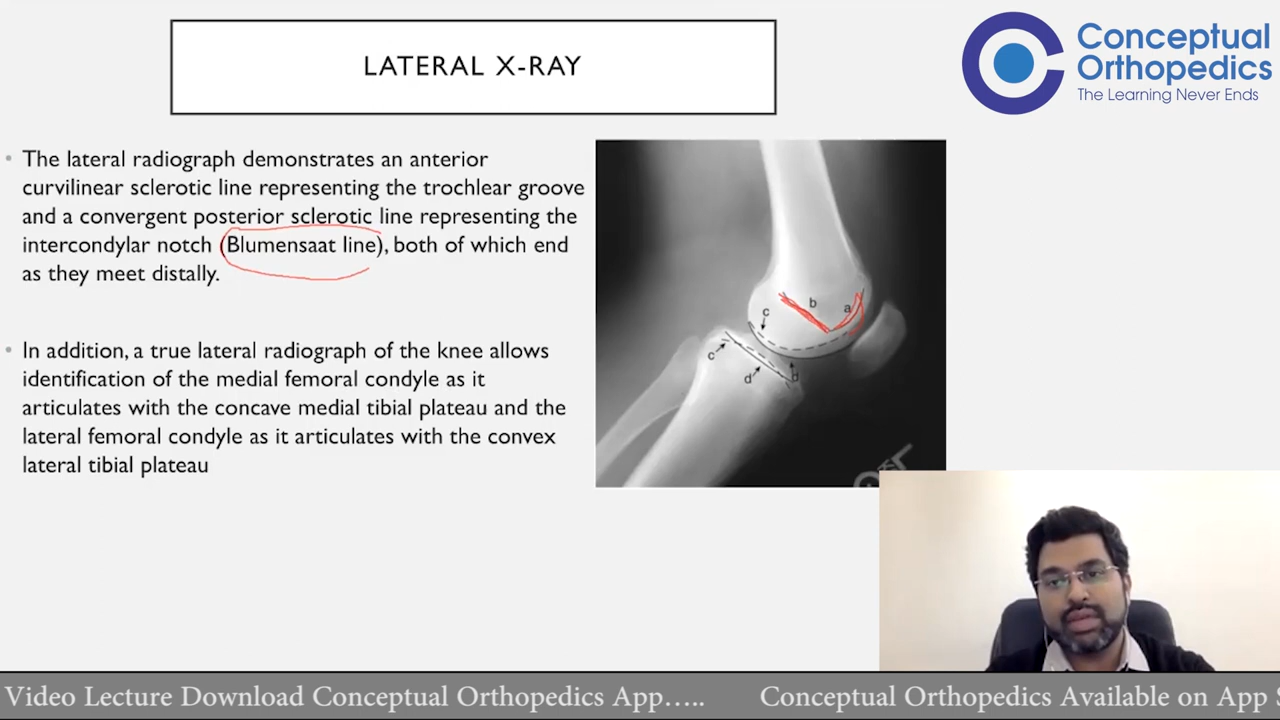 LATERAL X-RAY
Conceptual
Orthopedics
The Learning Never Ends
• The lateral radiograph demonstrates an anterior
curvilinear sclerotic line representing the trochlear groove
and a convergent posterior sclerotic line representing the
intercondylar notch (Blumensaat line), both of which end
as they meet distally.
• In addition, a true lateral radiograph of the knee allows
identification of the medial femoral condyle as it
articulates with the concave medial tibial plateau and the
lateral femoral condyle as it articulates with the convex
lateral tibial plateau
b
a
c
c
d
d
Video Lecture Download Conceptual Orthopedics App..... Conceptual Orthopedics Available on App